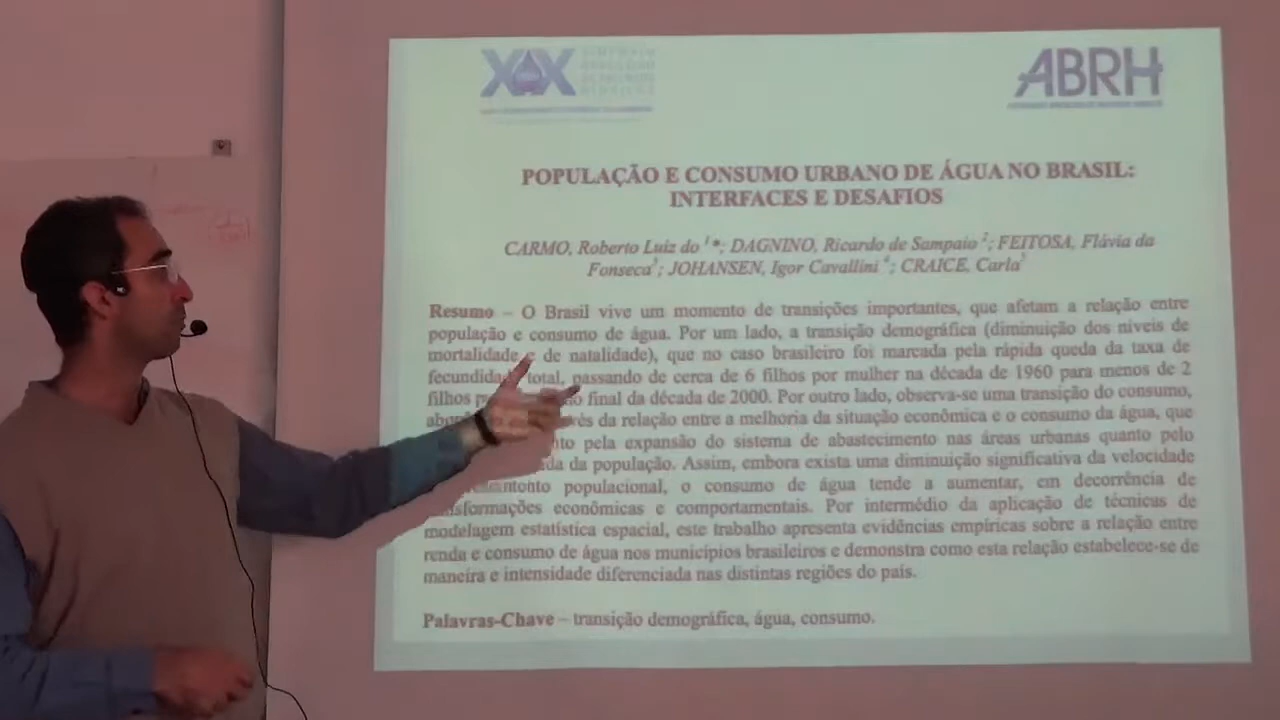 XIX SIMPÓSIO
BRASILEIRO
DE RECURSOS
HÍDRICOS
ABRH
POPULAÇÃO E CONSUMO URBANO DE ÁGUA NO BRASIL:
INTERFACES E DESAFIOS
CARMO, Roberto Luiz do ¹*; DAGNINO, Ricardo de Sampaio ²; FEITOSA, Flávia da
Fonseca³; JOHANSEN, Igor Cavallini ⁴; CRAICE, Carla⁵
Resumo – O Brasil vive um momento de transições importantes, que afetam a relação entre
população e consumo de água. Por um lado, a transição demográfica (diminuição dos níveis de
mortalidade e de natalidade), que no caso brasileiro foi marcada pela rápida queda da taxa de
fecundidade total, passando de cerca de 6 filhos por mulher na década de 1960 para menos de 2
filhos no final da década de 2000. Por outro lado, observa-se uma transição do consumo,
da relação entre a melhoria da situação econômica e o consumo da água, que
pela expansão do sistema de abastecimento nas áreas urbanas quanto pelo
da população. Assim, embora exista uma diminuição significativa da velocidade
populacional, o consumo de água tende a aumentar, em decorrência de
transformações econômicas e comportamentais. Por intermédio da aplicação de técnicas de
modelagem estatística espacial, este trabalho apresenta evidências empíricas sobre a relação entre
renda e consumo de água nos municípios brasileiros e demonstra como esta relação estabelece-se de
maneira e intensidade diferenciada nas distintas regiões do país.
Palavras-Chave – transição demográfica, água, consumo.